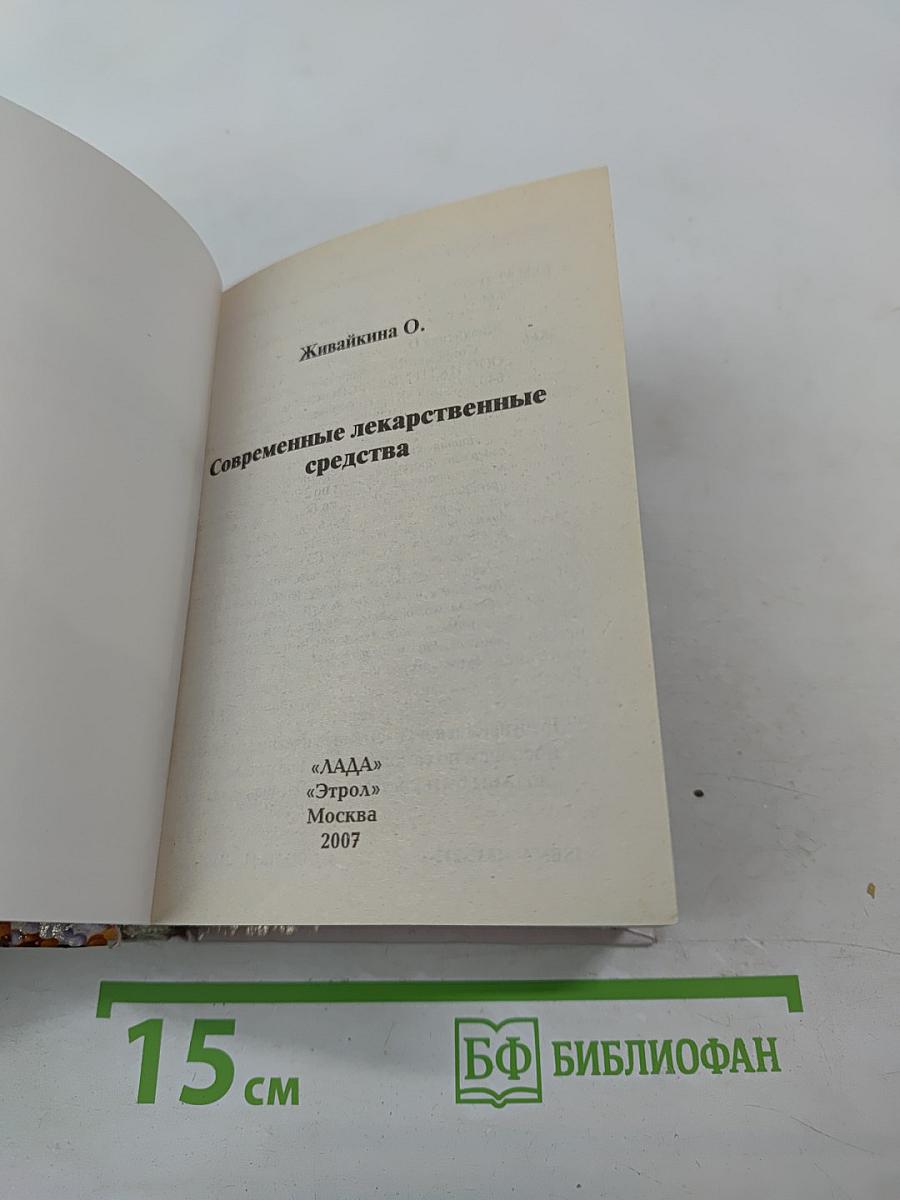 Живайкина О.
Современные лекарственные
средства
«ЛАДА»
«Этрол»
Москва
2007
15 см
БФ БИБЛИОФАН